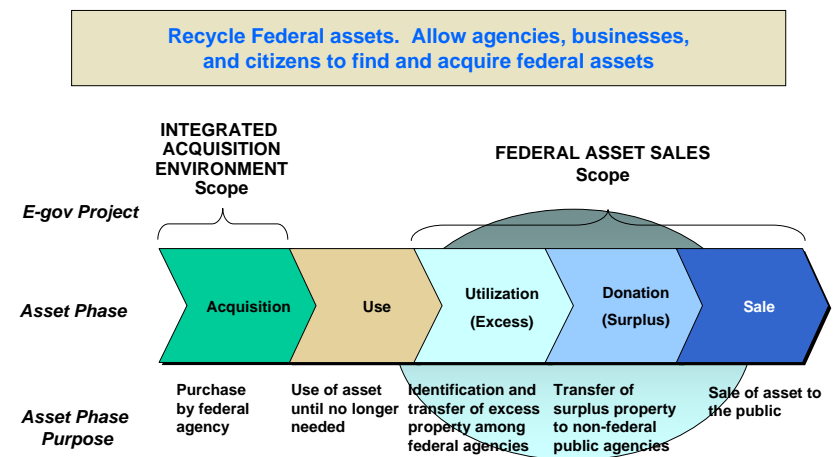 Recycle Federal assets. Allow agencies, businesses,
and citizens to find and acquire federal assets
INTEGRATED
ACQUISITION
ENVIRONMENT
Scope
FEDERAL ASSET SALES
Scope
E-gov Project
Asset Phase
Acquisition
Use
Utilization
(Excess)
Donation
(Surplus)
Sale
Asset Phase
Purpose
Purchase
by federal
agency
Use of asset
until no longer
needed
Identification and
transfer of excess
property among
federal agencies
Transfer of
surplus property
to non-federal
public agencies
Sale of asset to
the public